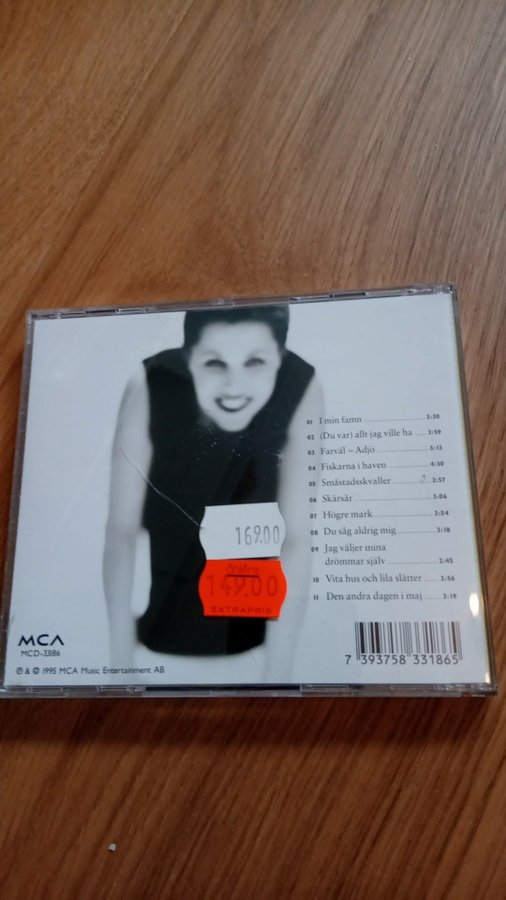 01 I min famn 3:30
02 (Du var) allt jag ville ha 3:59
03 Farväl – Adjö 3:12
04 Fiskarna i haven 4:30
05 Småstadsskvaller 2:57
06 Skärsår 3:06
07 Högre mark 3:54
08 Du såg aldrig mig 3:18
09 Jag väljer mina
drömmar själv 2:45
10 Vita hus och lila slätter 3:56
11 Den andra dagen i maj 3:19
169.00
Åhléns
149.00
EXTRAPRIS
MCA
MCD-33186
℗ & © 1995 MCA Music Entertainment AB
7 393758 331865